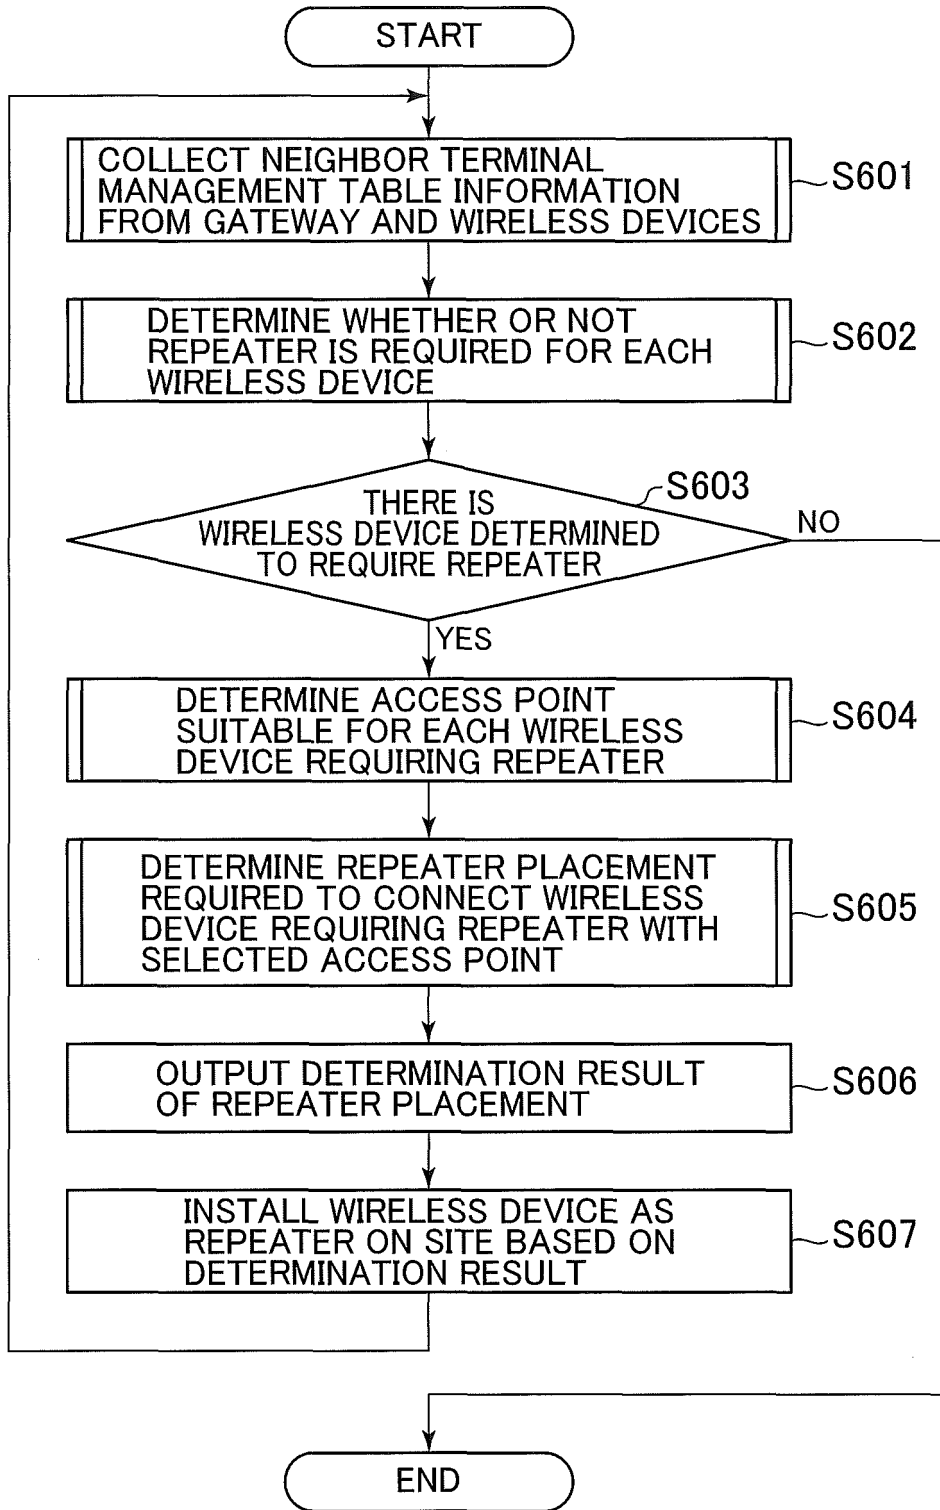 START
COLLECT NEIGHBOR TERMINAL
MANAGEMENT TABLE INFORMATION
FROM GATEWAY AND WIRELESS DEVICES
S601
DETERMINE WHETHER OR NOT
REPEATER IS REQUIRED FOR EACH
WIRELESS DEVICE
S602
S603
THERE IS
WIRELESS DEVICE DETERMINED
TO REQUIRE REPEATER
NO
YES
DETERMINE ACCESS POINT
SUITABLE FOR EACH WIRELESS
DEVICE REQUIRING REPEATER
S604
DETERMINE REPEATER PLACEMENT
REQUIRED TO CONNECT WIRELESS
DEVICE REQUIRING REPEATER WITH
SELECTED ACCESS POINT
S605
OUTPUT DETERMINATION RESULT
OF REPEATER PLACEMENT
S606
INSTALL WIRELESS DEVICE AS
REPEATER ON SITE BASED ON
DETERMINATION RESULT
S607
END